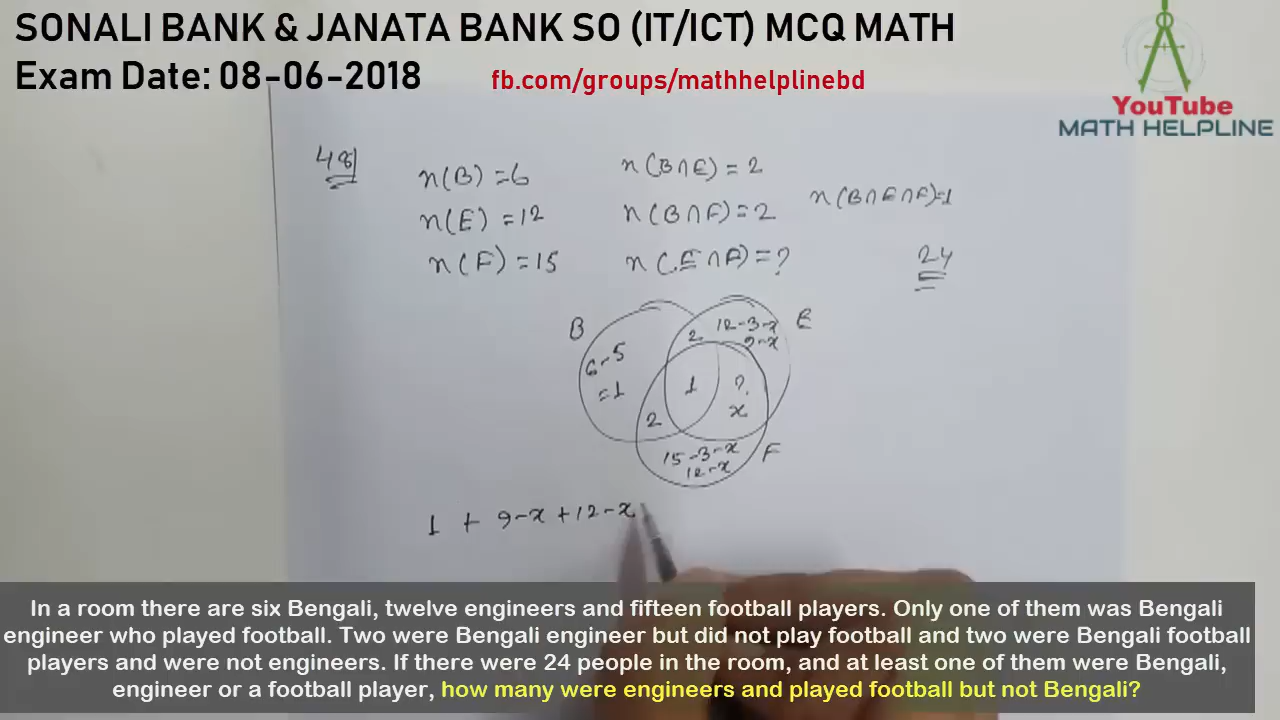 SONALI BANK & JANATA BANK SO (IT/ICT) MCQ MATH
Exam Date: 08-06-2018 fb.com/groups/mathhelplinebd
YouTube
MATH HELPLINE
48|
n(B) = 6 n(B∩E) = 2
n(B∩E∩F)=1
n(E) = 12 n(B∩F) = 2
n(F) = 15 n(E∩F) = ?
24
B E
2 12-3-x
9-x
6-5
=1
1 ?
x
2
15-3-x
12-x
F
1 + 9-x + 12-x
In a room there are six Bengali, twelve engineers and fifteen football players. Only one of them was Bengali
engineer who played football. Two were Bengali engineer but did not play football and two were Bengali football
players and were not engineers. If there were 24 people in the room, and at least one of them were Bengali,
engineer or a football player, how many were engineers and played football but not Bengali?